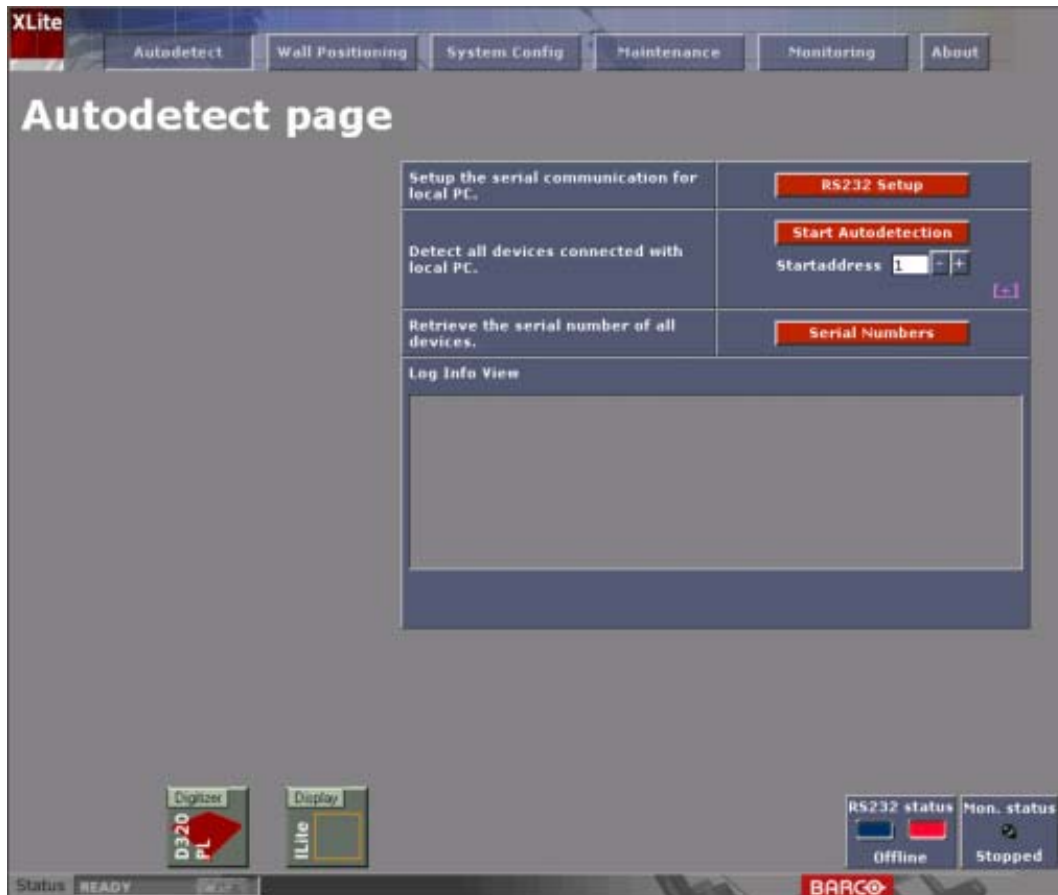 XLite
Autodetect Wall Positioning System Config Maintenance Monitoring About
Autodetect page
Setup the serial communication for
local PC.
RS232 Setup
Detect all devices connected with
local PC.
Start Autodetection
Startaddress 1 - +
[+]
Retrieve the serial number of all
devices.
Serial Numbers
Log Info View
Digitizer
D320
PL
Display
ILite
RS232 status
Offline
Mon. status
Stopped
Status READY
BARCO